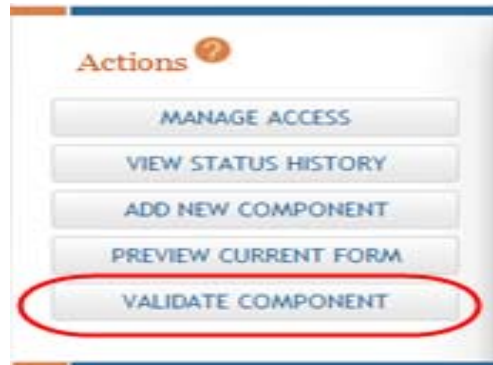 Actions ?
MANAGE ACCESS
VIEW STATUS HISTORY
ADD NEW COMPONENT
PREVIEW CURRENT FORM
VALIDATE COMPONENT